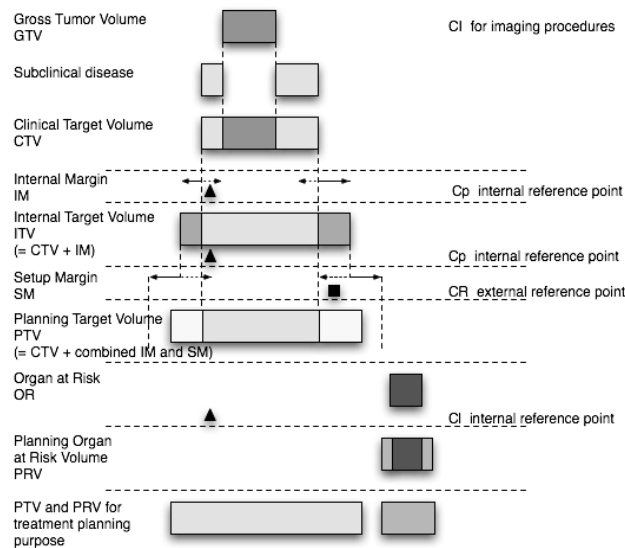 Gross Tumor Volume
GTV
CI for imaging procedures
Subclinical disease
Clinical Target Volume
CTV
Internal Margin
IM
Cp internal reference point
Internal Target Volume
ITV
(= CTV + IM)
Cp internal reference point
Setup Margin
SM
CR external reference point
Planning Target Volume
PTV
(= CTV + combined IM and SM)
Organ at Risk
OR
CI internal reference point
Planning Organ
at Risk Volume
PRV
PTV and PRV for
treatment planning
purpose